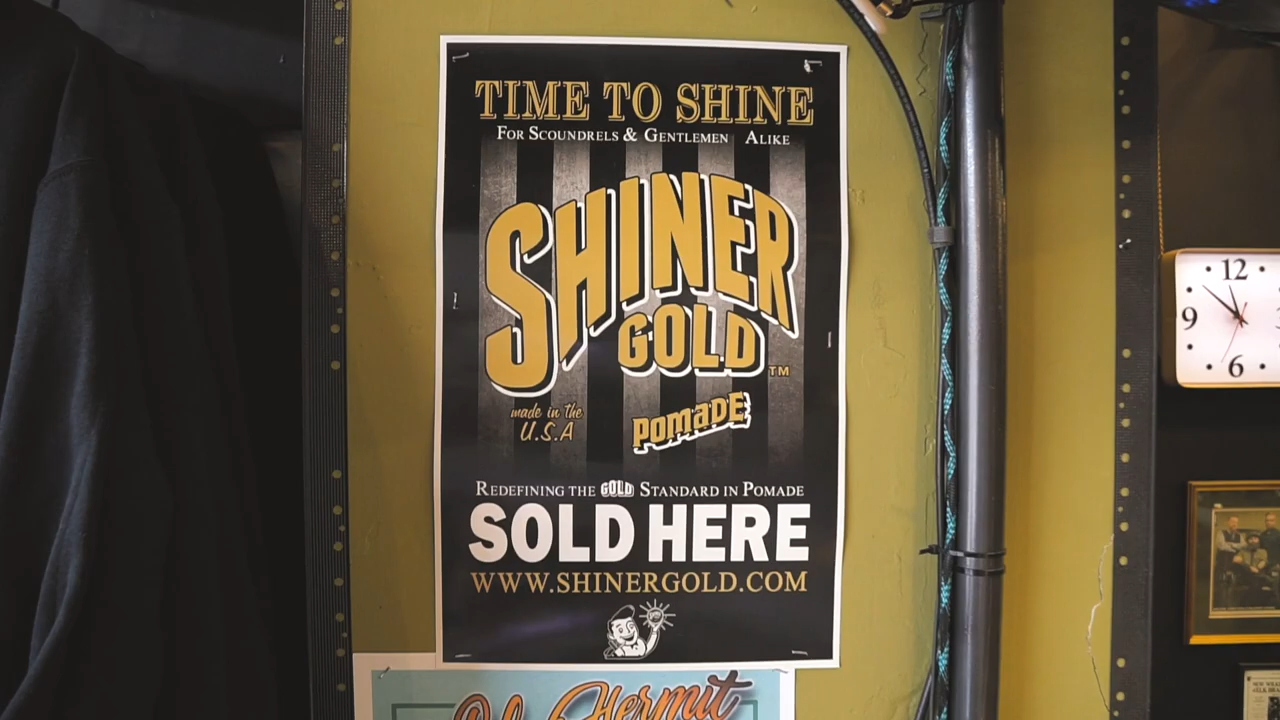 TIME TO SHINE
FOR SCOUNDRELS & GENTLEMEN ALIKE
SHINER
GOLD
TM
made in the
U.S.A
POMADE
REDEFINING THE GOLD STANDARD IN POMADE
SOLD HERE
WWW.SHINERGOLD.COM
Hermit
12
9
6